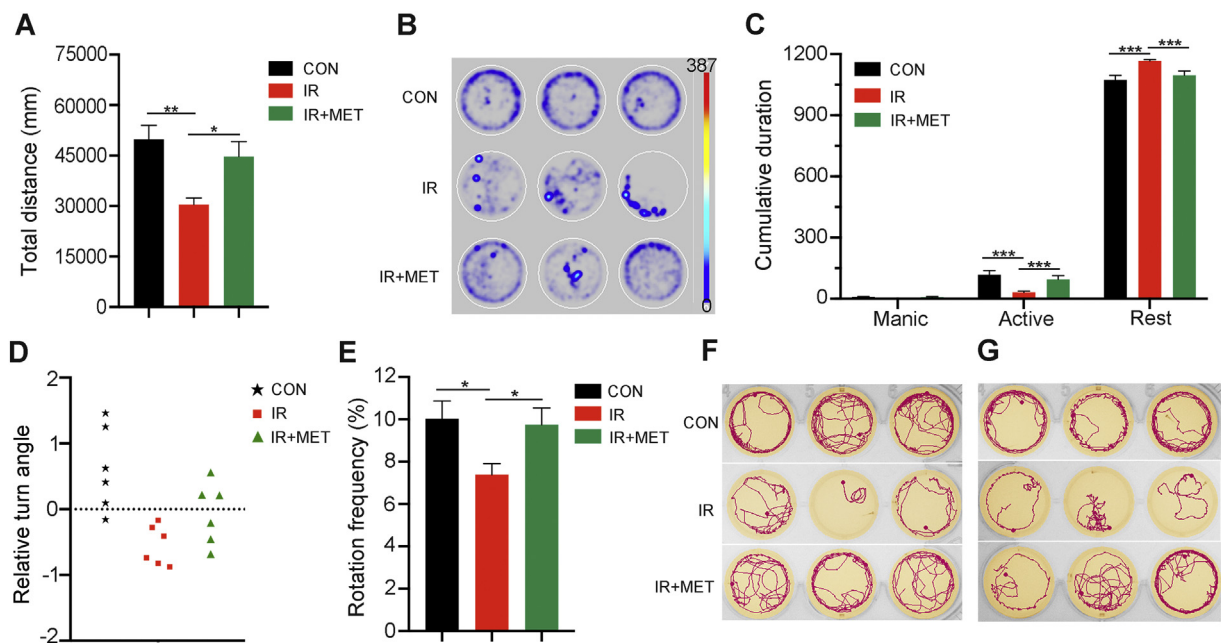 A
Total distance (mm)
75000
60000
45000
30000
15000
0
**
*
CON
IR
IR+MET
B
CON
IR
IR+MET
387
0
C
Cumulative duration
1200
900
600
300
0
CON
IR
IR+MET
*** ***
*** ***
Manic Active Rest
D
Relative turn angle
2
1
0
-1
-2
CON
IR
IR+MET
E
Rotation frequency (%)
12
10
8
6
4
2
0
*
*
CON
IR
IR+MET
F
CON
IR
IR+MET
G